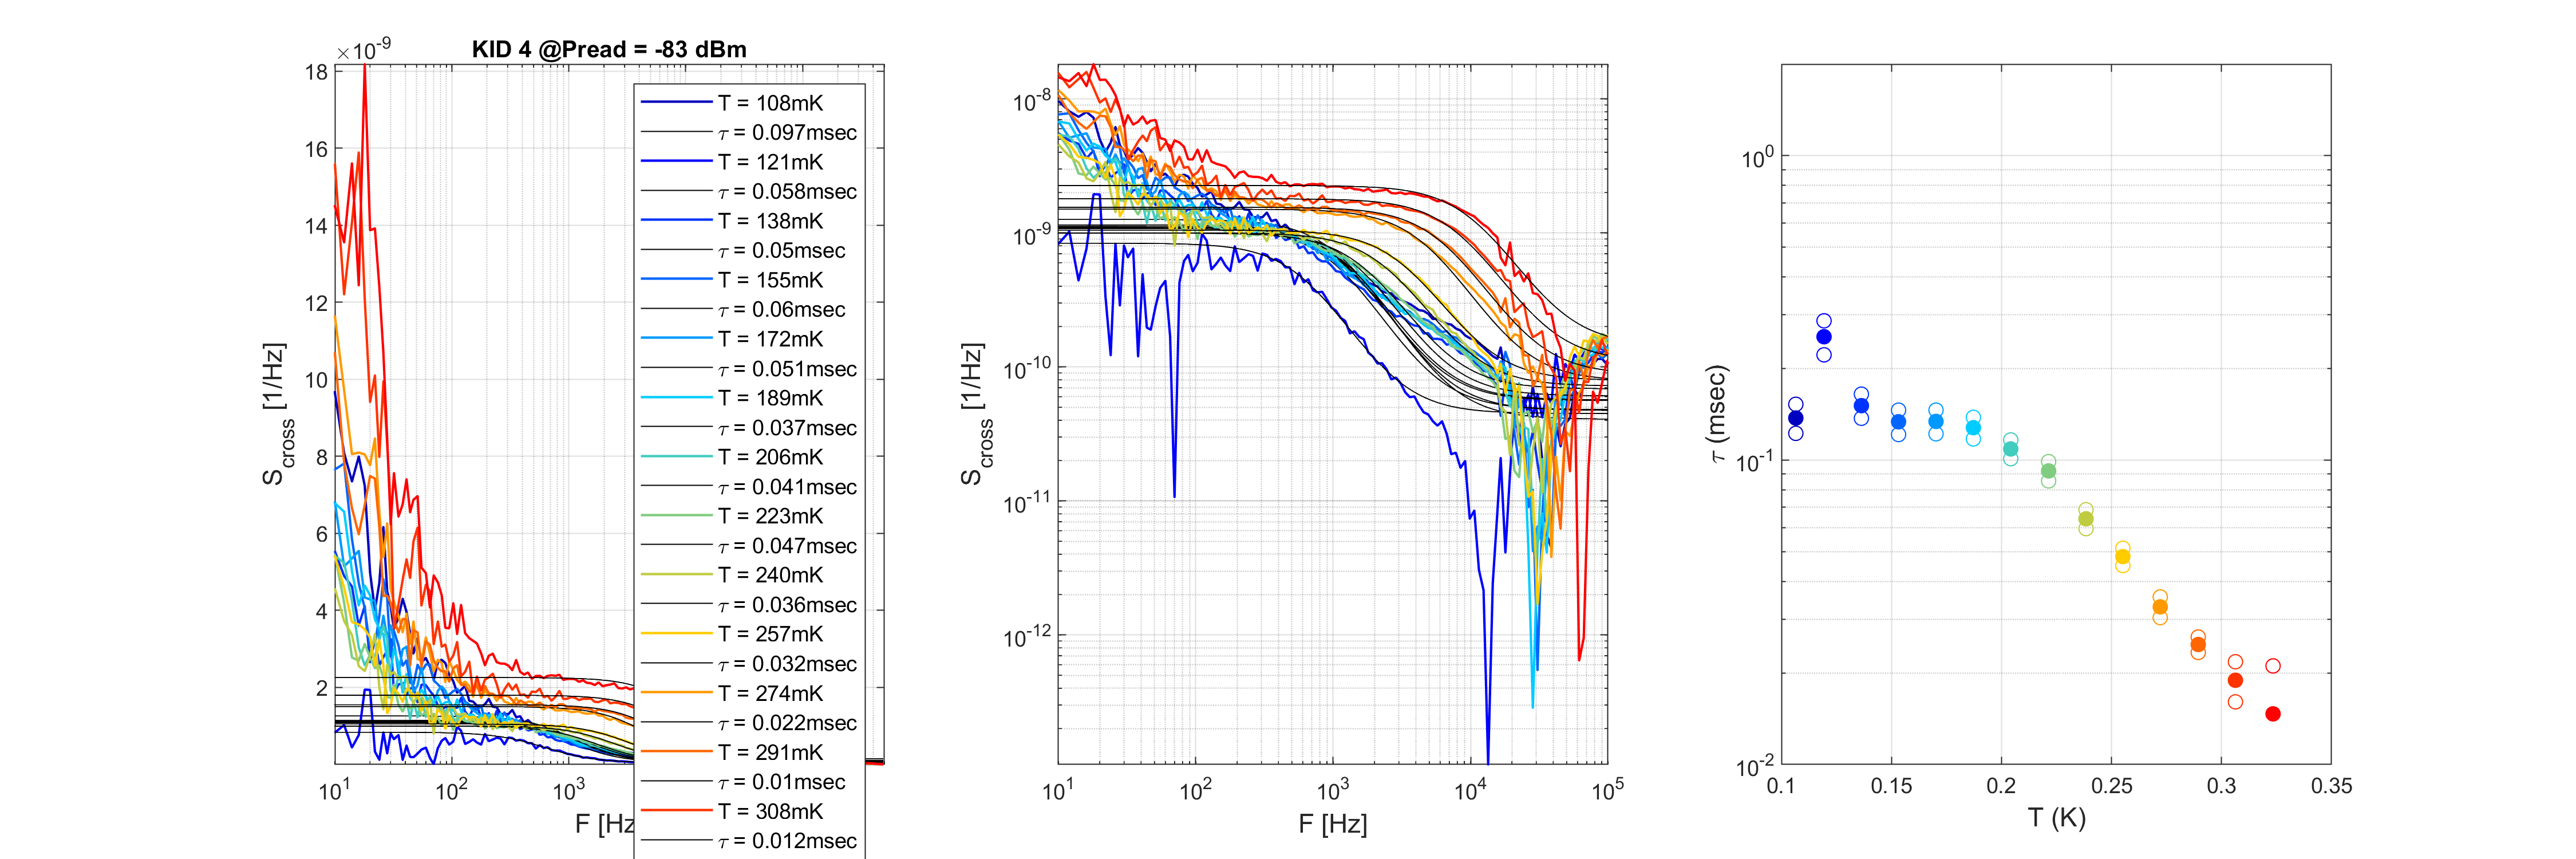 KID 4 @Pread = -83 dBm
×10⁻⁹
18
16
14
12
10
8
6
4
2
S_cross [1/Hz]
10¹ 10² 10³
F [Hz
T = 108mK
τ = 0.097msec
T = 121mK
τ = 0.058msec
T = 138mK
τ = 0.05msec
T = 155mK
τ = 0.06msec
T = 172mK
τ = 0.051msec
T = 189mK
τ = 0.037msec
T = 206mK
τ = 0.041msec
T = 223mK
τ = 0.047msec
T = 240mK
τ = 0.036msec
T = 257mK
τ = 0.032msec
T = 274mK
τ = 0.022msec
T = 291mK
τ = 0.01msec
T = 308mK
τ = 0.012msec
10⁻⁸
10⁻⁹
10⁻¹⁰
10⁻¹¹
10⁻¹²
S_cross [1/Hz]
10¹ 10² 10³ 10⁴ 10⁵
F [Hz]
10⁰
10⁻¹
10⁻²
τ (msec)
0.1 0.15 0.2 0.25 0.3 0.35
T (K)